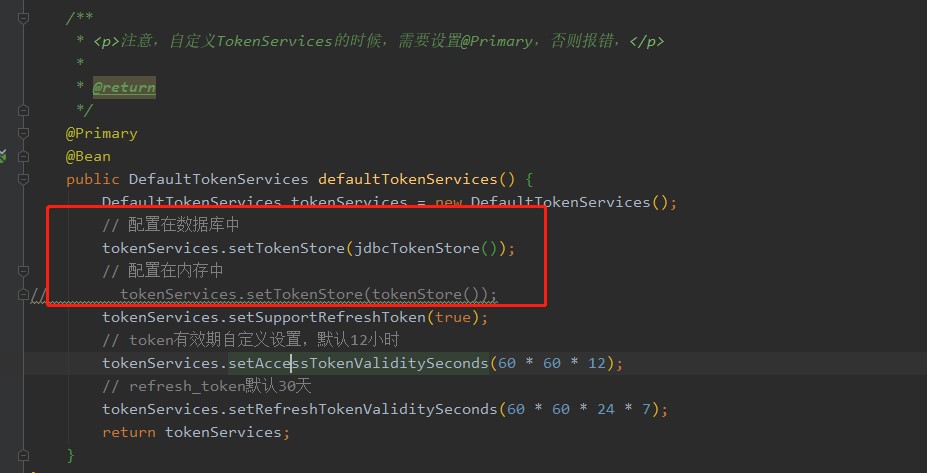 /**
* <p>注意，自定义TokenServices的时候，需要设置@Primary，否则报错，</p>
*
* @return
*/
@Primary
@Bean
public DefaultTokenServices defaultTokenServices() {
DefaultTokenServices tokenServices = new DefaultTokenServices();
// 配置在数据库中
tokenServices.setTokenStore(jdbcTokenStore());
// 配置在内存中
// tokenServices.setTokenStore(tokenStore());
tokenServices.setSupportRefreshToken(true);
// token有效期自定义设置，默认12小时
tokenServices.setAccessTokenValiditySeconds(60 * 60 * 12);
// refresh_token默认30天
tokenServices.setRefreshTokenValiditySeconds(60 * 60 * 24 * 7);
return tokenServices;
}